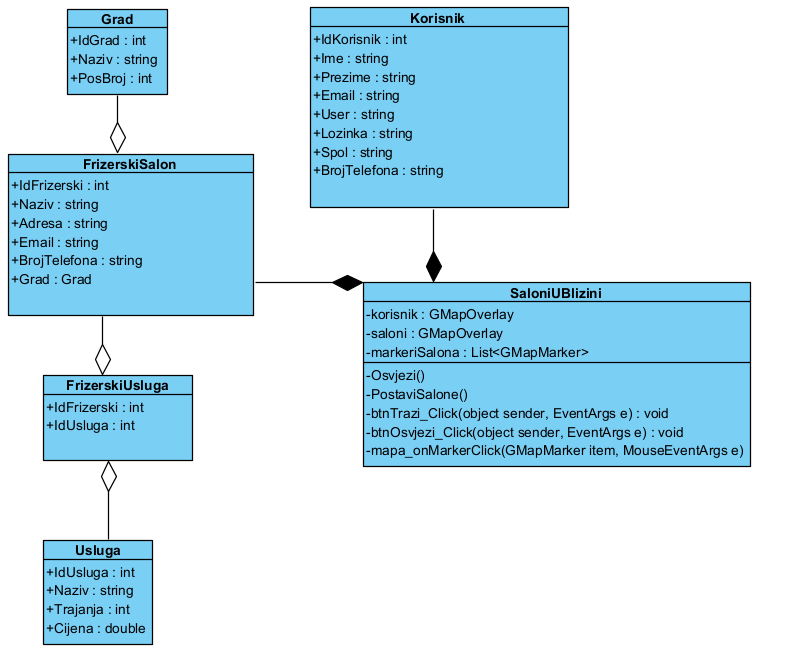 Grad
+IdGrad : int
+Naziv : string
+PosBroj : int
Korisnik
+IdKorisnik : int
+Ime : string
+Prezime : string
+Email : string
+User : string
+Lozinka : string
+Spol : string
+BrojTelefona : string
FrizerskiSalon
+IdFrizerski : int
+Naziv : string
+Adresa : string
+Email : string
+BrojTelefona : string
+Grad : Grad
SaloniUBlizini
-korisnik : GMapOverlay
-saloni : GMapOverlay
-markeriSalona : List<GMapMarker>
-Osvjezi()
-PostaviSalone()
-btnTrazi_Click(object sender, EventArgs e) : void
-btnOsvjezi_Click(object sender, EventArgs e) : void
-mapa_onMarkerClick(GMapMarker item, MouseEventArgs e)
FrizerskiUsluga
+IdFrizerski : int
+IdUsluga : int
Usluga
+IdUsluga : int
+Naziv : string
+Trajanja : int
+Cijena : double